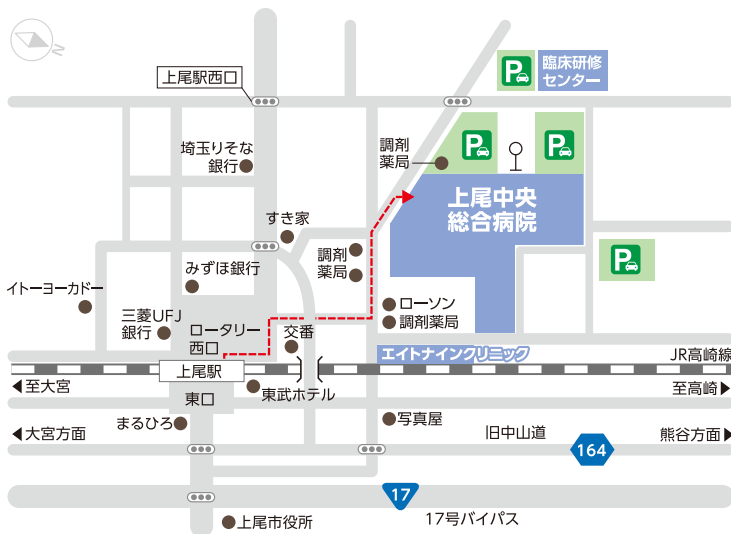 N
上尾駅西口
P
臨床研修
センター
埼玉りそな
銀行
調剤
薬局
P
P
上尾中央
総合病院
すき家
調剤
薬局
みずほ銀行
P
イトーヨーカドー
三菱UFJ
銀行
ロータリー
西口
交番
ローソン
調剤薬局
エイトナインクリニック
JR高崎線
上尾駅
至大宮
東武ホテル
至高崎
東口
まるひろ
写真屋
大宮方面
旧中山道
164
熊谷方面
17
上尾市役所
17号バイパス